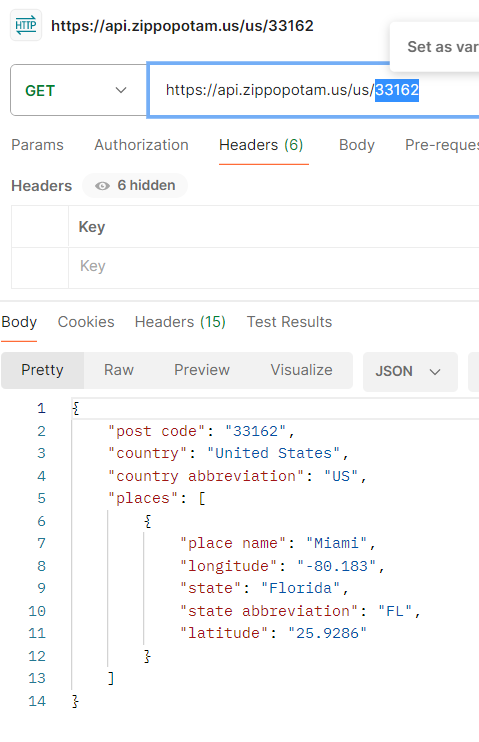 HTTP https://api.zippopotam.us/us/33162
Set as var
GET https://api.zippopotam.us/us/33162
Params Authorization Headers (6) Body Pre-reques
Headers 6 hidden
Key
Key
Body Cookies Headers (15) Test Results
Pretty Raw Preview Visualize JSON
1 {
2 "post code": "33162",
3 "country": "United States",
4 "country abbreviation": "US",
5 "places": [
6 {
7 "place name": "Miami",
8 "longitude": "-80.183",
9 "state": "Florida",
10 "state abbreviation": "FL",
11 "latitude": "25.9286"
12 }
13 ]
14 }